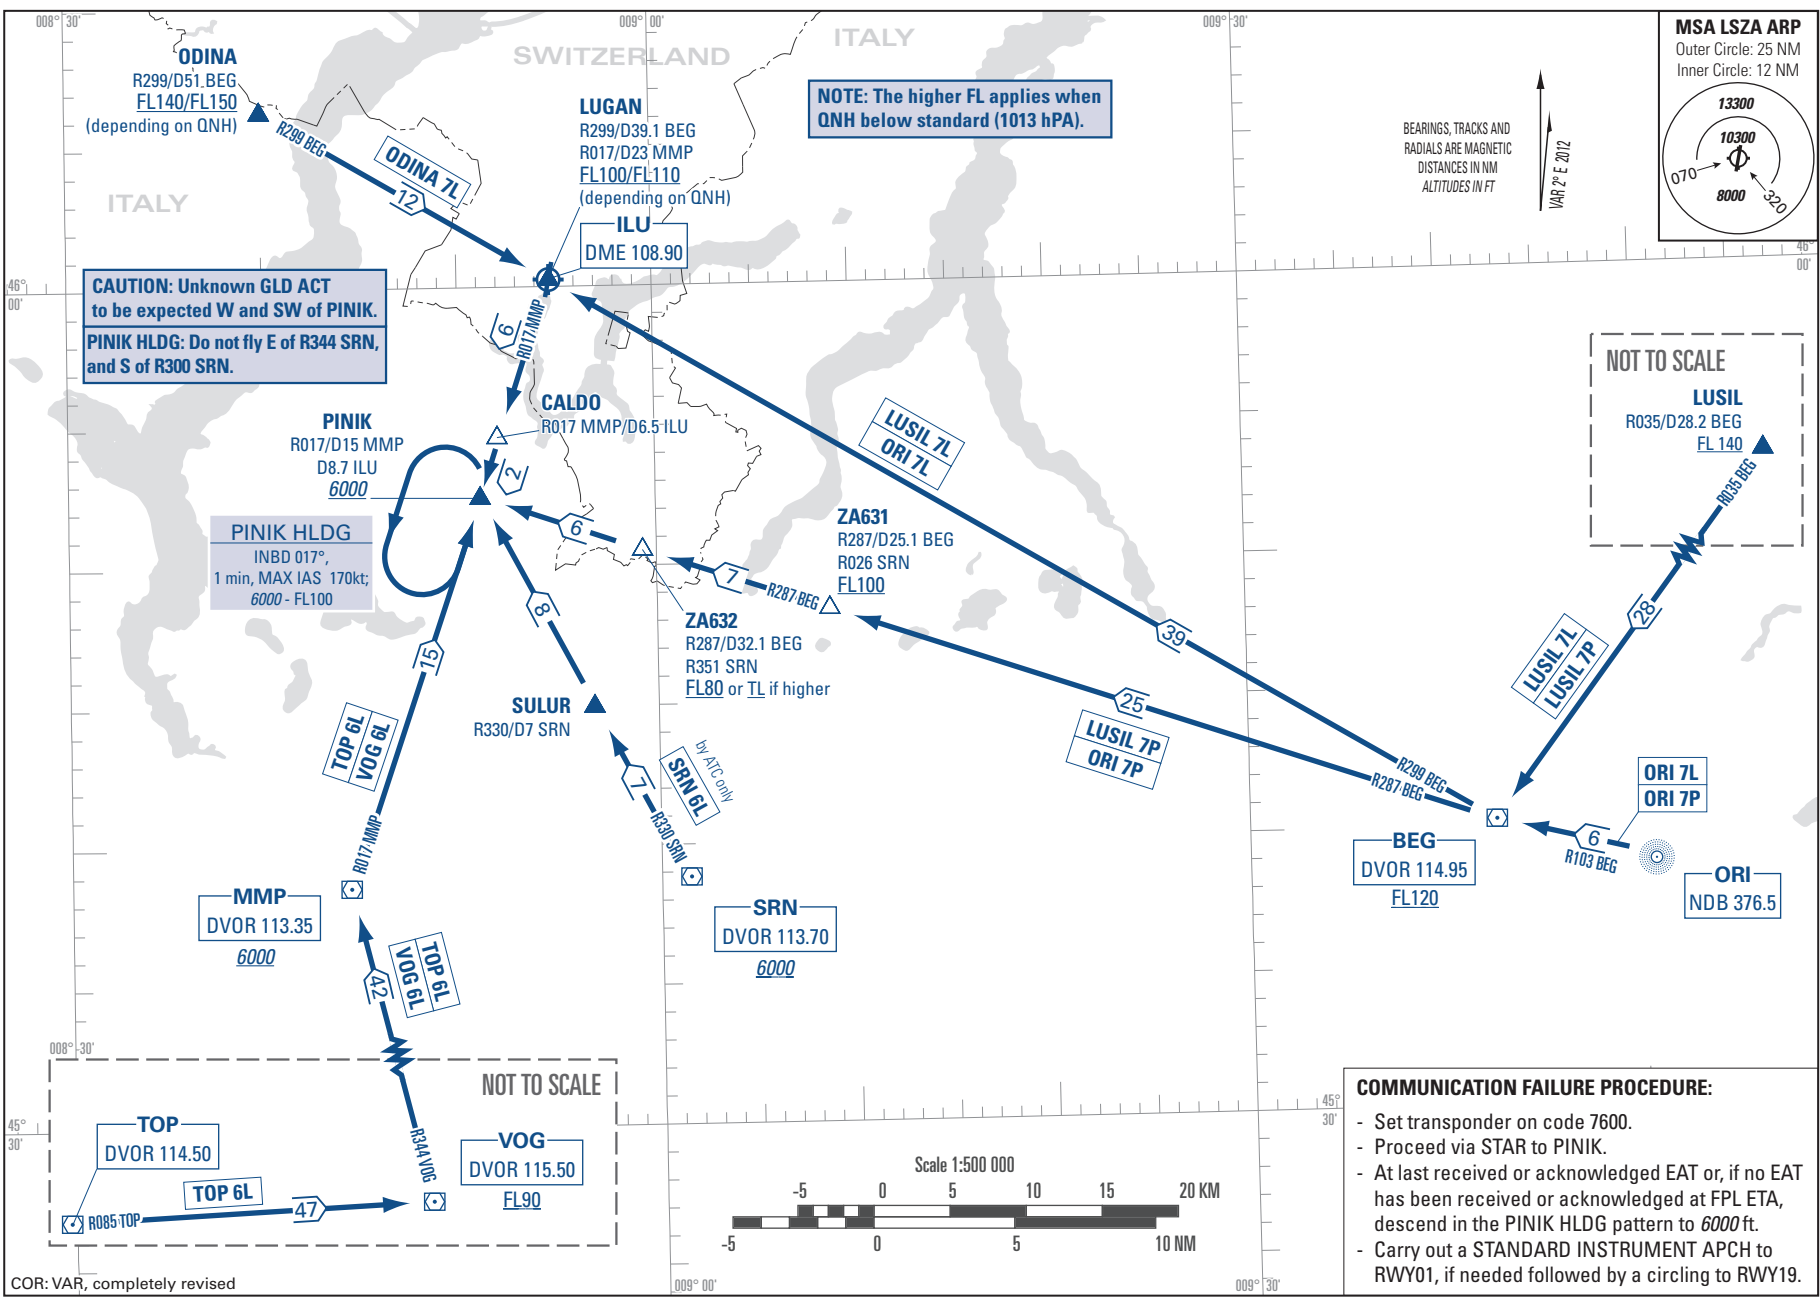 008° 30'
009° 00'
009° 30'
ODINA
R299/D51 BEG
FL140/FL150
(depending on QNH)
R299 BEG
ODINA 7L
12
SWITZERLAND
ITALY
ITALY
LUGAN
R299/D39.1 BEG
R017/D23 MMP
FL100/FL110
(depending on QNH)
ILU
DME 108.90
NOTE: The higher FL applies when
QNH below standard (1013 hPA).
BEARINGS, TRACKS AND
RADIALS ARE MAGNETIC
DISTANCES IN NM
ALTITUDES IN FT
VAR 2° E 2012
MSA LSZA ARP
Outer Circle: 25 NM
Inner Circle: 12 NM
13300
10300
070
8000
320
46°
00'
46°
00'
CAUTION: Unknown GLD ACT
to be expected W and SW of PINIK.
PINIK HLDG: Do not fly E of R344 SRN,
and S of R300 SRN.
6
R017 MMP
CALDO
R017 MMP/D6.5 ILU
2
PINIK
R017/D15 MMP
D8.7 ILU
6000
PINIK HLDG
INBD 017°,
1 min, MAX IAS 170kt;
6000 - FL100
LUSIL 7L
ORI 7L
39
NOT TO SCALE
LUSIL
R035/D28.2 BEG
FL 140
R035 BEG
28
LUSIL 7L
LUSIL 7P
ZA631
R287/D25.1 BEG
R026 SRN
FL100
6
7
R287 BEG
ZA632
R287/D32.1 BEG
R351 SRN
FL80 or TL if higher
8
SULUR
R330/D7 SRN
25
LUSIL 7P
ORI 7P
R299 BEG
R287 BEG
15
TOP 6L
VOG 6L
R017 MMP
by ATC only
SRN 6L
7
R330 SRN
ORI 7L
ORI 7P
6
R103 BEG
BEG
DVOR 114.95
FL120
ORI
NDB 376.5
MMP
DVOR 113.35
6000
SRN
DVOR 113.70
6000
TOP 6L
VOG 6L
42
008° 30'
NOT TO SCALE
45°
30'
45°
30'
TOP
DVOR 114.50
R344 VOG
VOG
DVOR 115.50
FL90
TOP 6L
R085 TOP
47
Scale 1:500 000
-5 0 5 10 15 20 KM
-5 0 5 10 NM
009° 00'
009° 30'
COMMUNICATION FAILURE PROCEDURE:
- Set transponder on code 7600.
- Proceed via STAR to PINIK.
- At last received or acknowledged EAT or, if no EAT
has been received or acknowledged at FPL ETA,
descend in the PINIK HLDG pattern to 6000 ft.
- Carry out a STANDARD INSTRUMENT APCH to
RWY01, if needed followed by a circling to RWY19.
COR: VAR, completely revised